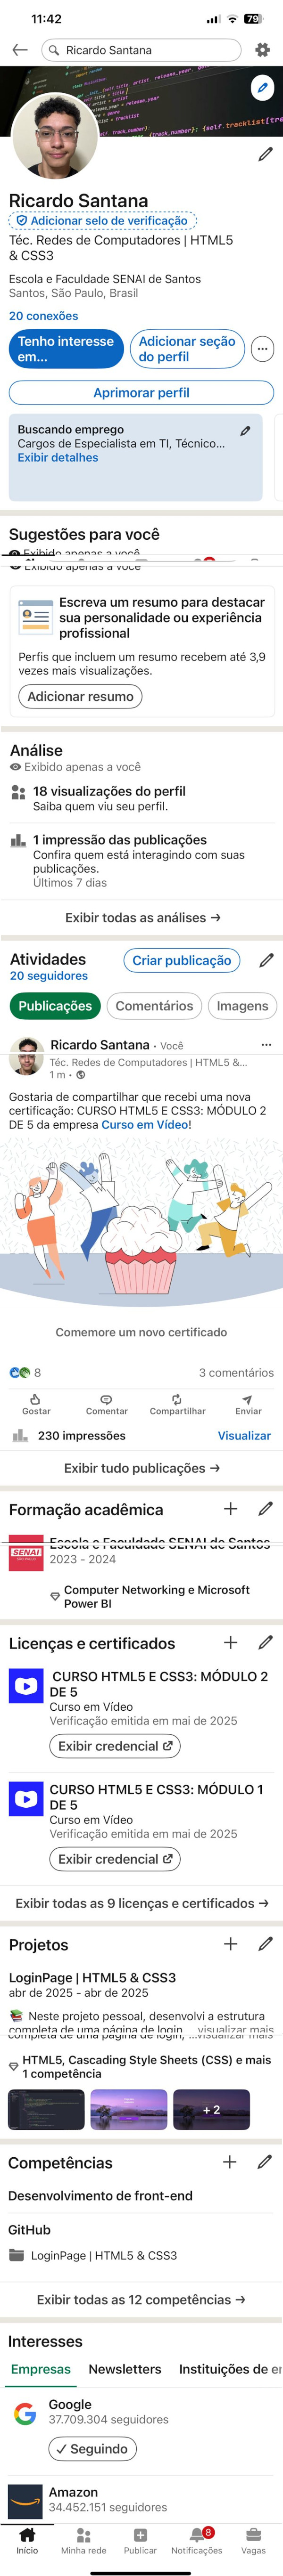 11:42
79
Ricardo Santana
Ricardo Santana
Adicionar selo de verificação
Téc. Redes de Computadores | HTML5
& CSS3
Escola e Faculdade SENAI de Santos
Santos, São Paulo, Brasil
20 conexões
Tenho interesse
em...
Adicionar seção
do perfil
Aprimorar perfil
Buscando emprego
Cargos de Especialista em TI, Técnico...
Exibir detalhes
Sugestões para você
Exibido apenas a você
Exibido apenas a você
Escreva um resumo para destacar
sua personalidade ou experiência
profissional
Perfis que incluem um resumo recebem até 3,9
vezes mais visualizações.
Adicionar resumo
Análise
Exibido apenas a você
18 visualizações do perfil
Saiba quem viu seu perfil.
1 impressão das publicações
Confira quem está interagindo com suas
publicações.
Últimos 7 dias
Exibir todas as análises →
Atividades
Criar publicação
20 seguidores
Publicações
Comentários
Imagens
Ricardo Santana • Você
Téc. Redes de Computadores | HTML5 &...
1 m •
Gostaria de compartilhar que recebi uma nova
certificação: CURSO HTML5 E CSS3: MÓDULO 2
DE 5 da empresa Curso em Vídeo!
Comemore um novo certificado
8
3 comentários
Gostar
Comentar
Compartilhar
Enviar
230 impressões
Visualizar
Exibir tudo publicações →
Formação acadêmica
SENAI
Escola e Faculdade SENAI de Santos
2023 - 2024
Computer Networking e Microsoft
Power BI
Licenças e certificados
CURSO HTML5 E CSS3: MÓDULO 2
DE 5
Curso em Vídeo
Verificação emitida em mai de 2025
Exibir credencial
CURSO HTML5 E CSS3: MÓDULO 1
DE 5
Curso em Vídeo
Verificação emitida em mai de 2025
Exibir credencial
Exibir todas as 9 licenças e certificados →
Projetos
LoginPage | HTML5 & CSS3
abr de 2025 - abr de 2025
Neste projeto pessoal, desenvolvi a estrutura
completa de uma página de login, ...visualizar mais
HTML5, Cascading Style Sheets (CSS) e mais
1 competência
+ 2
Competências
Desenvolvimento de front-end
GitHub
LoginPage | HTML5 & CSS3
Exibir todas as 12 competências →
Interesses
Empresas
Newsletters
Instituições de e
Google
37.709.304 seguidores
✓ Seguindo
Amazon
34.452.151 seguidores
8
Início
Minha rede
Publicar
Notificações
Vagas